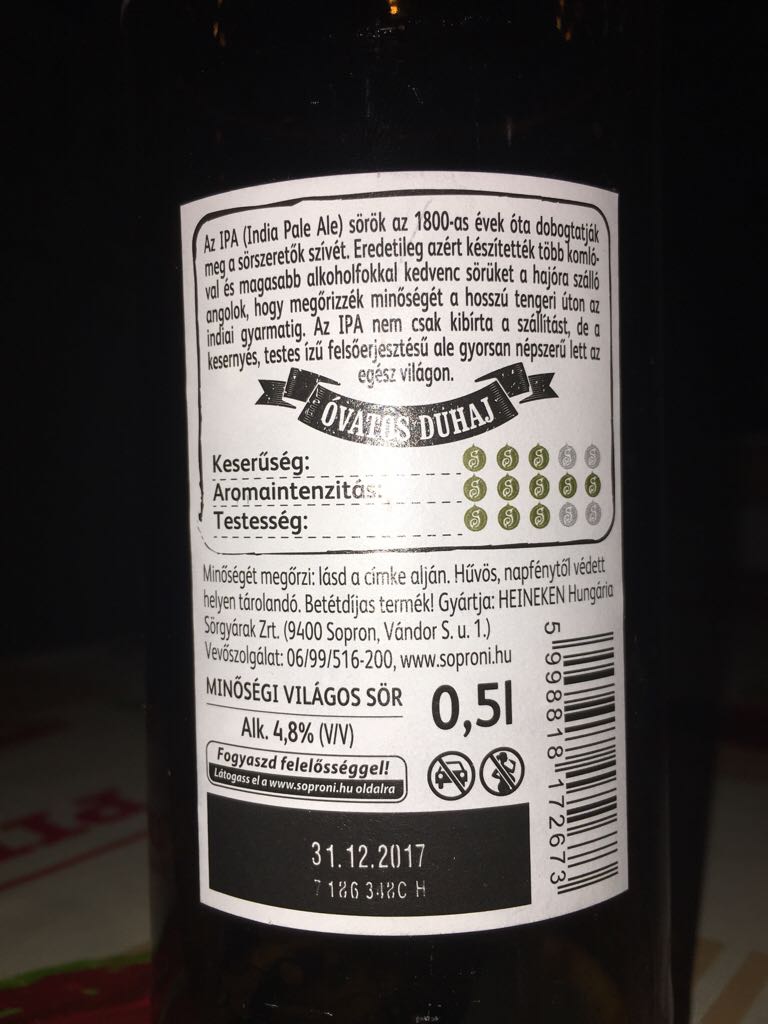 Az IPA (India Pale Ale) sörök az 1800-as évek óta dobogtatják
meg a sörszeretők szívét. Eredetileg azért készítették több komló-
val és magasabb alkoholfokkal kedvenc sörüket a hajóra szálló
angolok, hogy megőrizzék minőségét a hosszú tengeri úton az
indiai gyarmatig. Az IPA nem csak kibírta a szállítást, de a
kesernyés, testes ízű felsőerjesztésű ale gyorsan népszerű lett az
egész világon.
ÓVATOS DUHAJ
Keserűség:
Aromaintenzitás:
Testesség:
Minőségét megőrzi: lásd a címke alján. Hűvös, napfénytől védett
helyen tárolandó. Betétdíjas termék! Gyártja: HEINEKEN Hungária
Sörgyárak Zrt. (9400 Sopron, Vándor S. u. 1.)
Vevőszolgálat: 06/99/516-200, www.soproni.hu
MINŐSÉGI VILÁGOS SÖR
Alk. 4,8% (V/V)
0,5l
Fogyaszd felelősséggel!
Látogass el a www.soproni.hu oldalra
5 998818 172673
31.12.2017
7186348C H